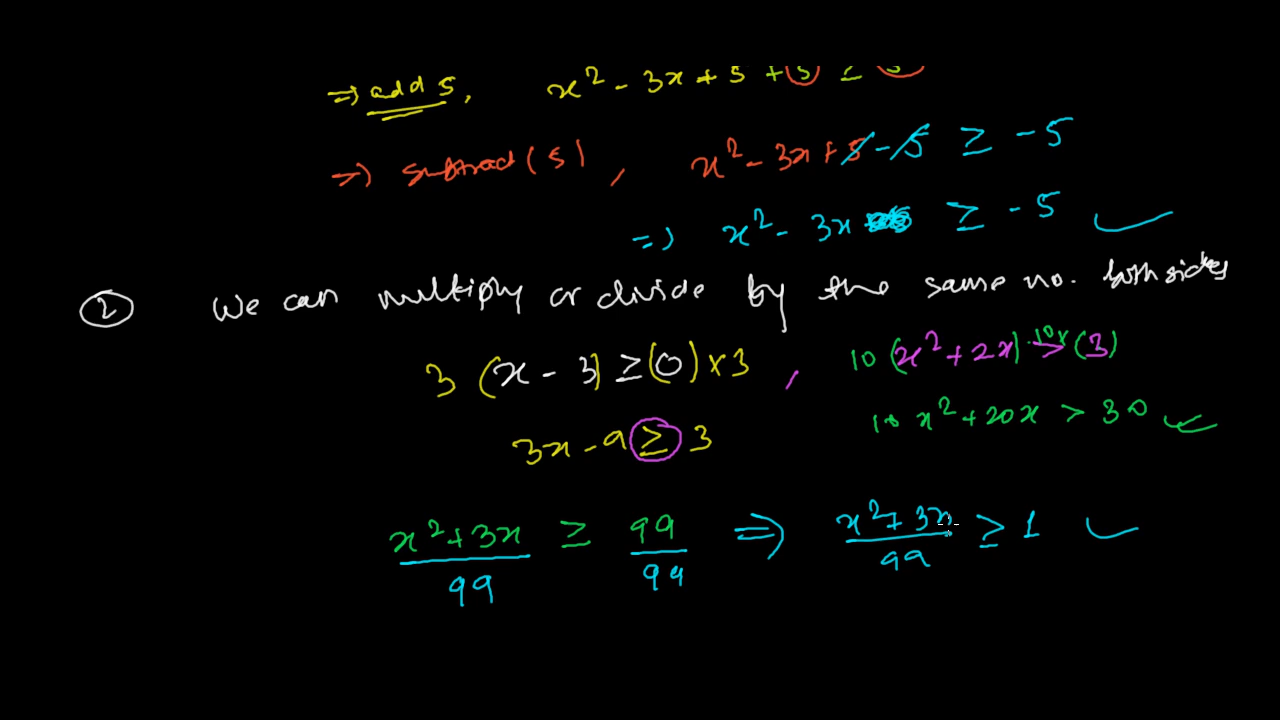 ⇒ add 5, x² - 3x + 5 + (5) ≥ 5
⇒ subtract (5), x² - 3x + 5 - 5 ≥ -5
⇒ x² - 3x ≥ -5 ✓
② We can multiply or divide by the same no. both sides
3 (x - 3) ≥ (0) × 3 , 10 (x² + 2x) > 10 × (3)
3x - 9 ≥ 3 10x² + 20x > 30 ✓
x² + 3x / 99 ≥ 99 / 99 ⇒ x² + 3x / 99 ≥ 1 ✓